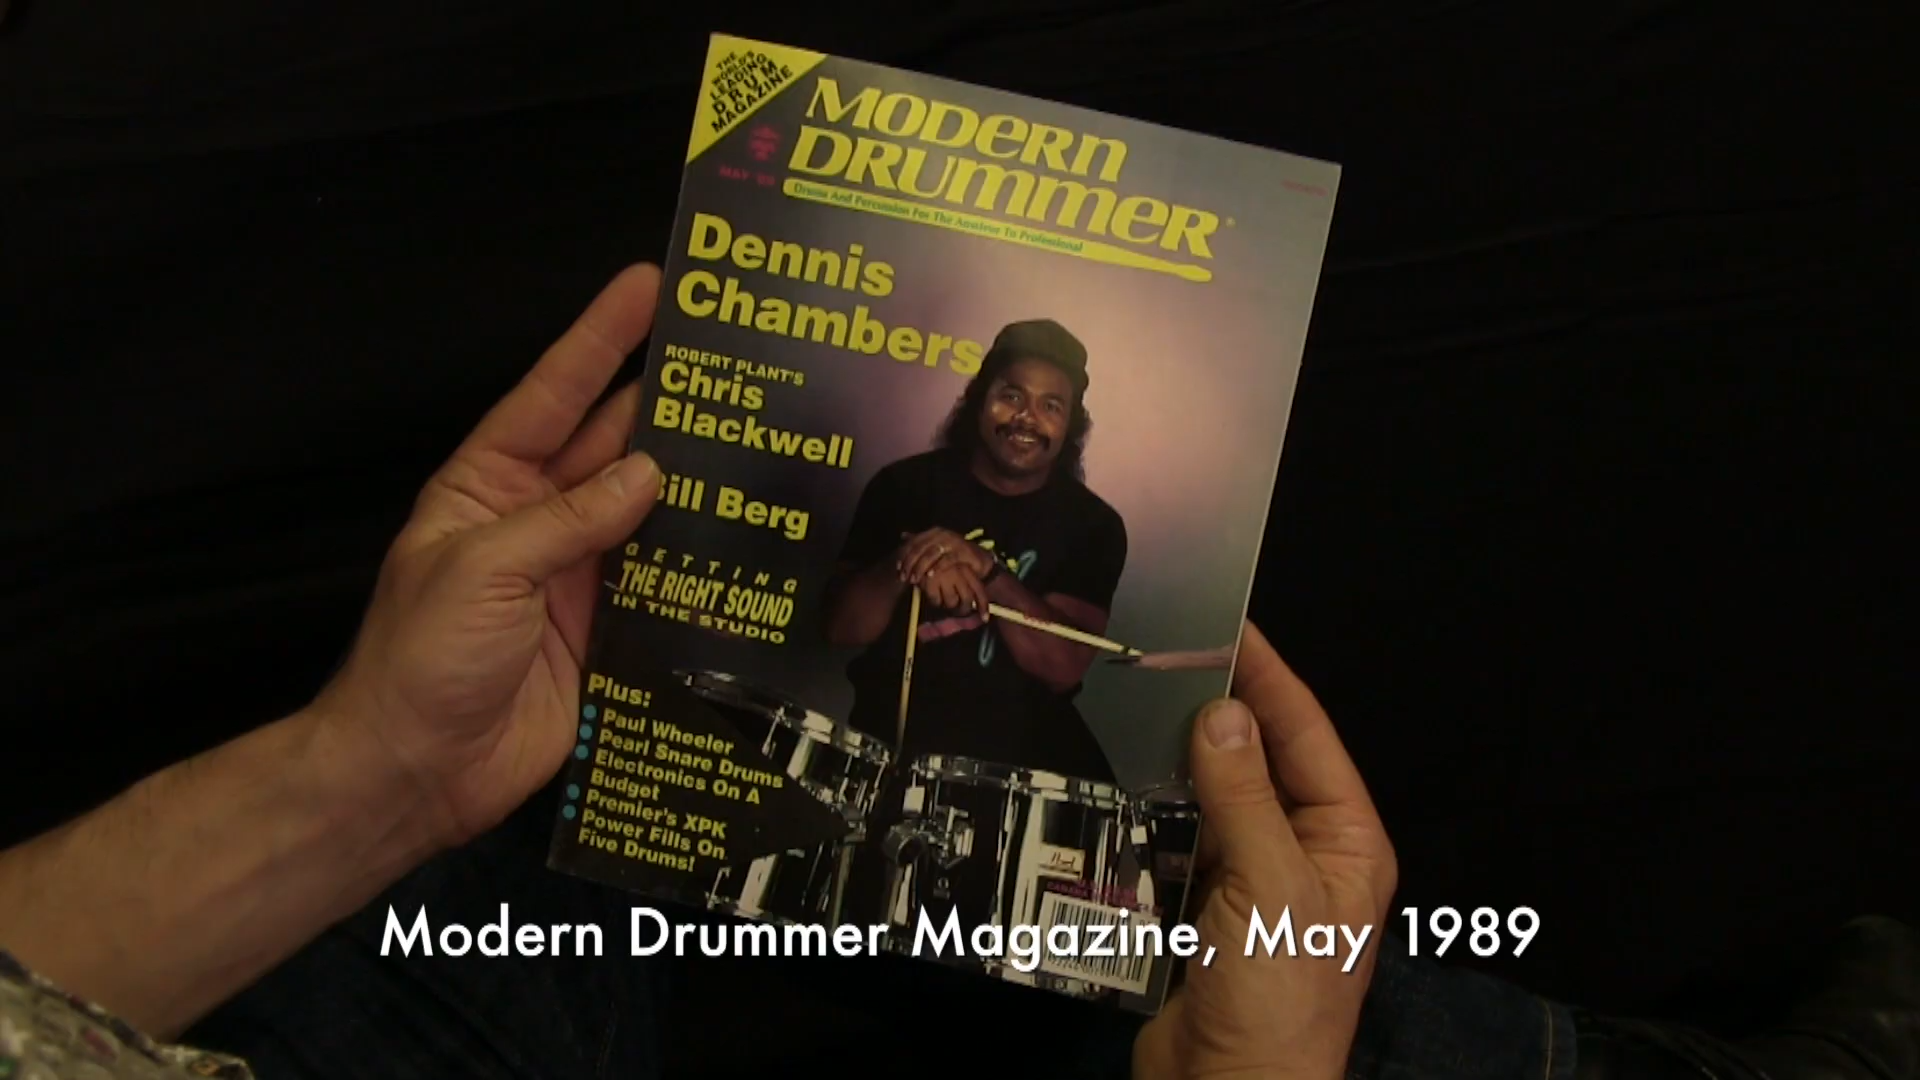 THE
WORLD'S
LEADING
DRUM
MAGAZINE
MODERN
DRUMMER
Drums And Percussion For The Amateur To Professional
MAY '89
Dennis
Chambers
ROBERT PLANT'S
Chris
Blackwell
Bill Berg
GETTING
THE RIGHT SOUND
IN THE STUDIO
Plus:
Paul Wheeler
Pearl Snare Drums
Electronics On A
Budget
Premier's XPK
Power Fills On
Five Drums!
Modern Drummer Magazine, May 1989